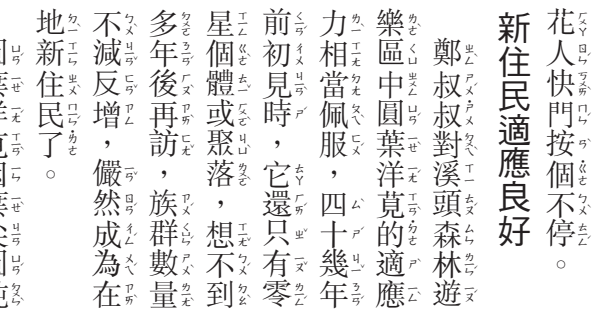 花人快門按個不停。
新住民適應良好
鄭叔叔對溪頭森林遊
樂區中圓葉洋莧的適應
力相當佩服，四十幾年
前初見時，它還只有零
星個體或聚落，想不到
多年後再訪，族群數量
不減反增，儼然成為在
地新住民了。